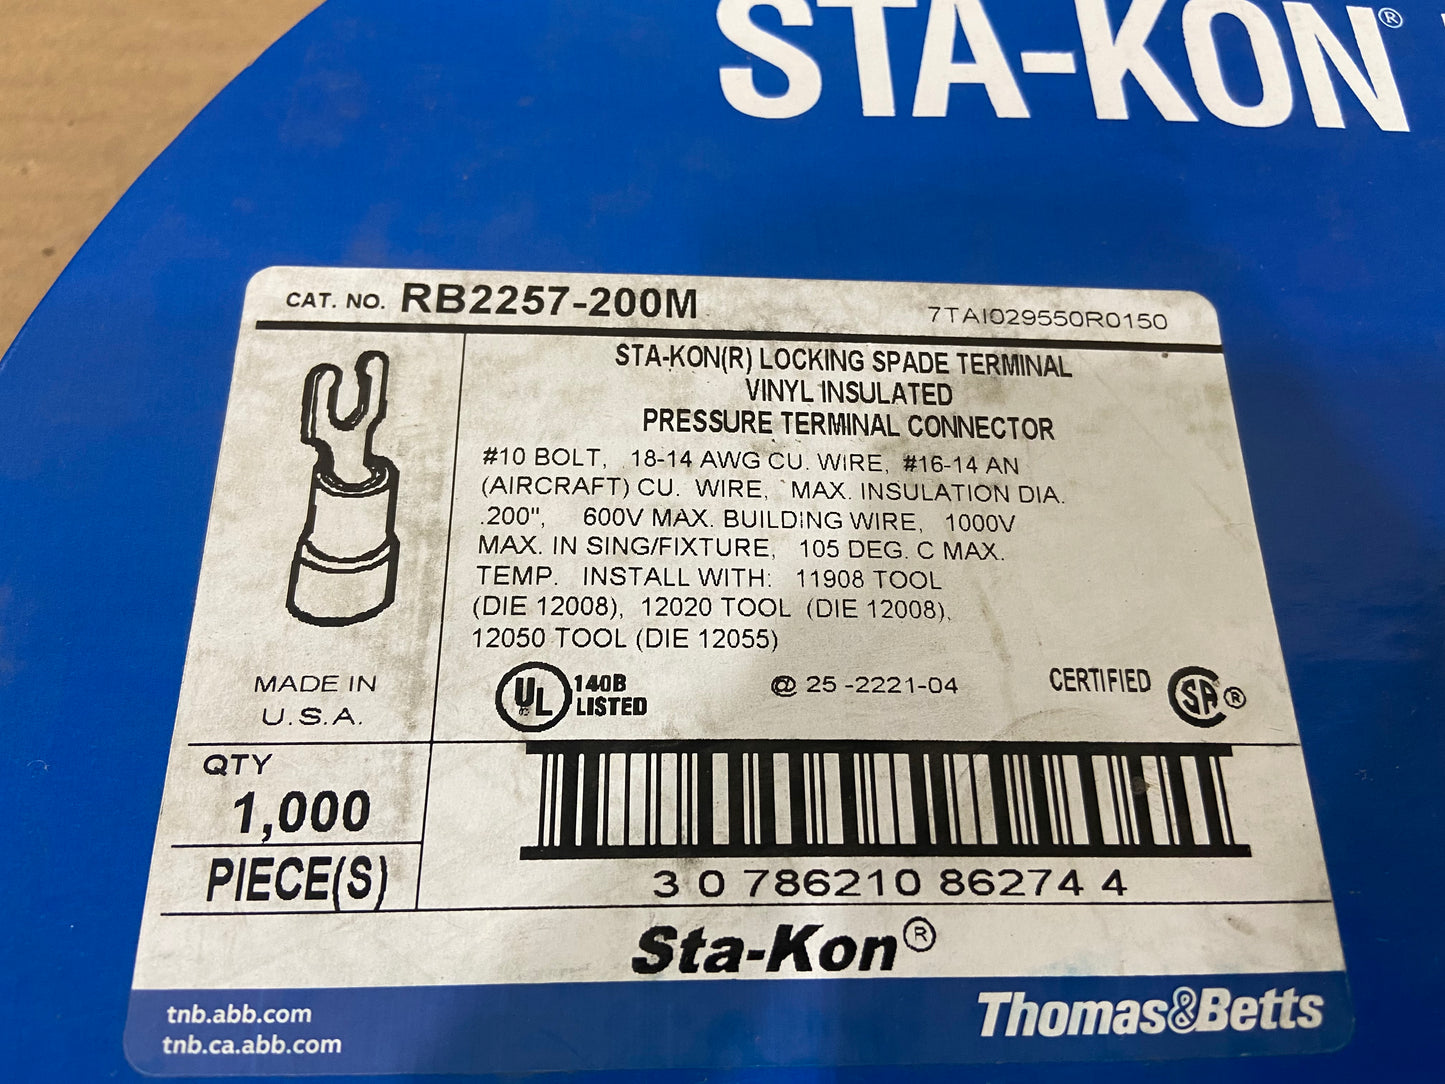 STA-KON®
CAT. NO. RB2257-200M
7TAI029550R0150
STA-KON(R) LOCKING SPADE TERMINAL
VINYL INSULATED
PRESSURE TERMINAL CONNECTOR
#10 BOLT, 18-14 AWG CU. WIRE, #16-14 AN
(AIRCRAFT) CU. WIRE, MAX. INSULATION DIA.
.200", 600V MAX. BUILDING WIRE, 1000V
MAX. IN SING/FIXTURE, 105 DEG. C MAX.
TEMP. INSTALL WITH: 11908 TOOL
(DIE 12008), 12020 TOOL (DIE 12008),
12050 TOOL (DIE 12055)
MADE IN
U.S.A.
UL® 140B
LISTED
@ 25 -2221-04
CERTIFIED SA®
QTY
1,000
PIECE(S)
3 0 786210 86274 4
Sta-Kon®
tnb.abb.com
tnb.ca.abb.com
Thomas&Betts